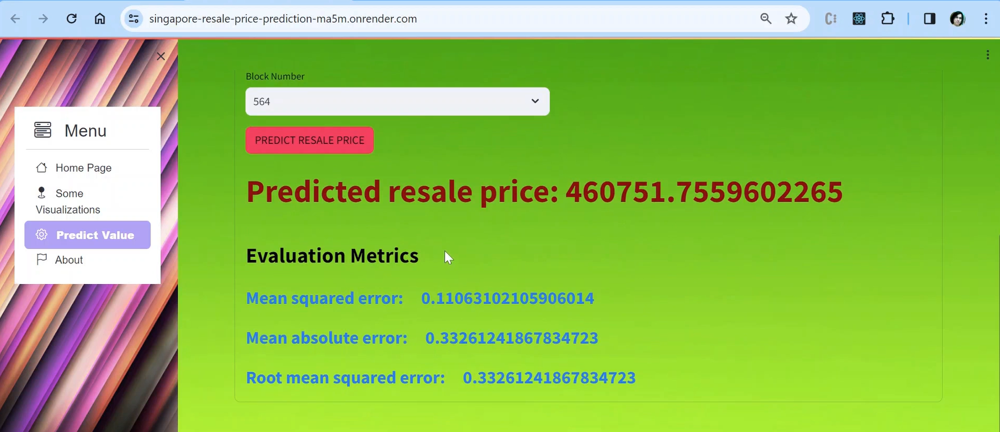 singapore-resale-price-prediction-ma5m.onrender.com
Menu
Home Page
Some
Visualizations
Predict Value
About
Block Number
564
PREDICT RESALE PRICE
Predicted resale price: 460751.7559602265
Evaluation Metrics
Mean squared error: 0.11063102105906014
Mean absolute error: 0.33261241867834723
Root mean squared error: 0.33261241867834723